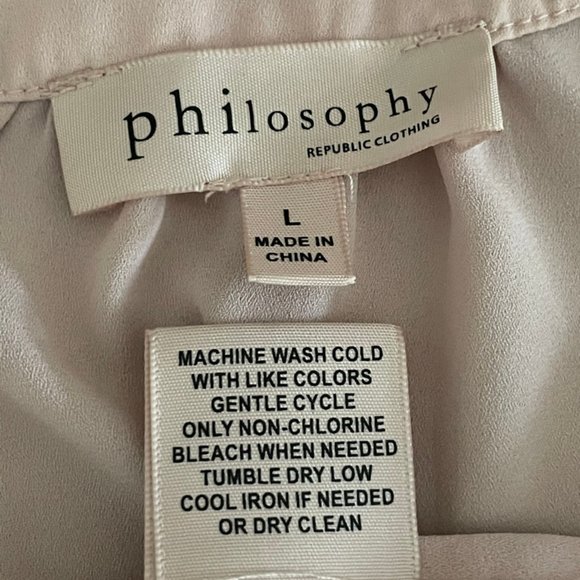 philosophy
REPUBLIC CLOTHING
L
MADE IN
CHINA
MACHINE WASH COLD
WITH LIKE COLORS
GENTLE CYCLE
ONLY NON-CHLORINE
BLEACH WHEN NEEDED
TUMBLE DRY LOW
COOL IRON IF NEEDED
OR DRY CLEAN